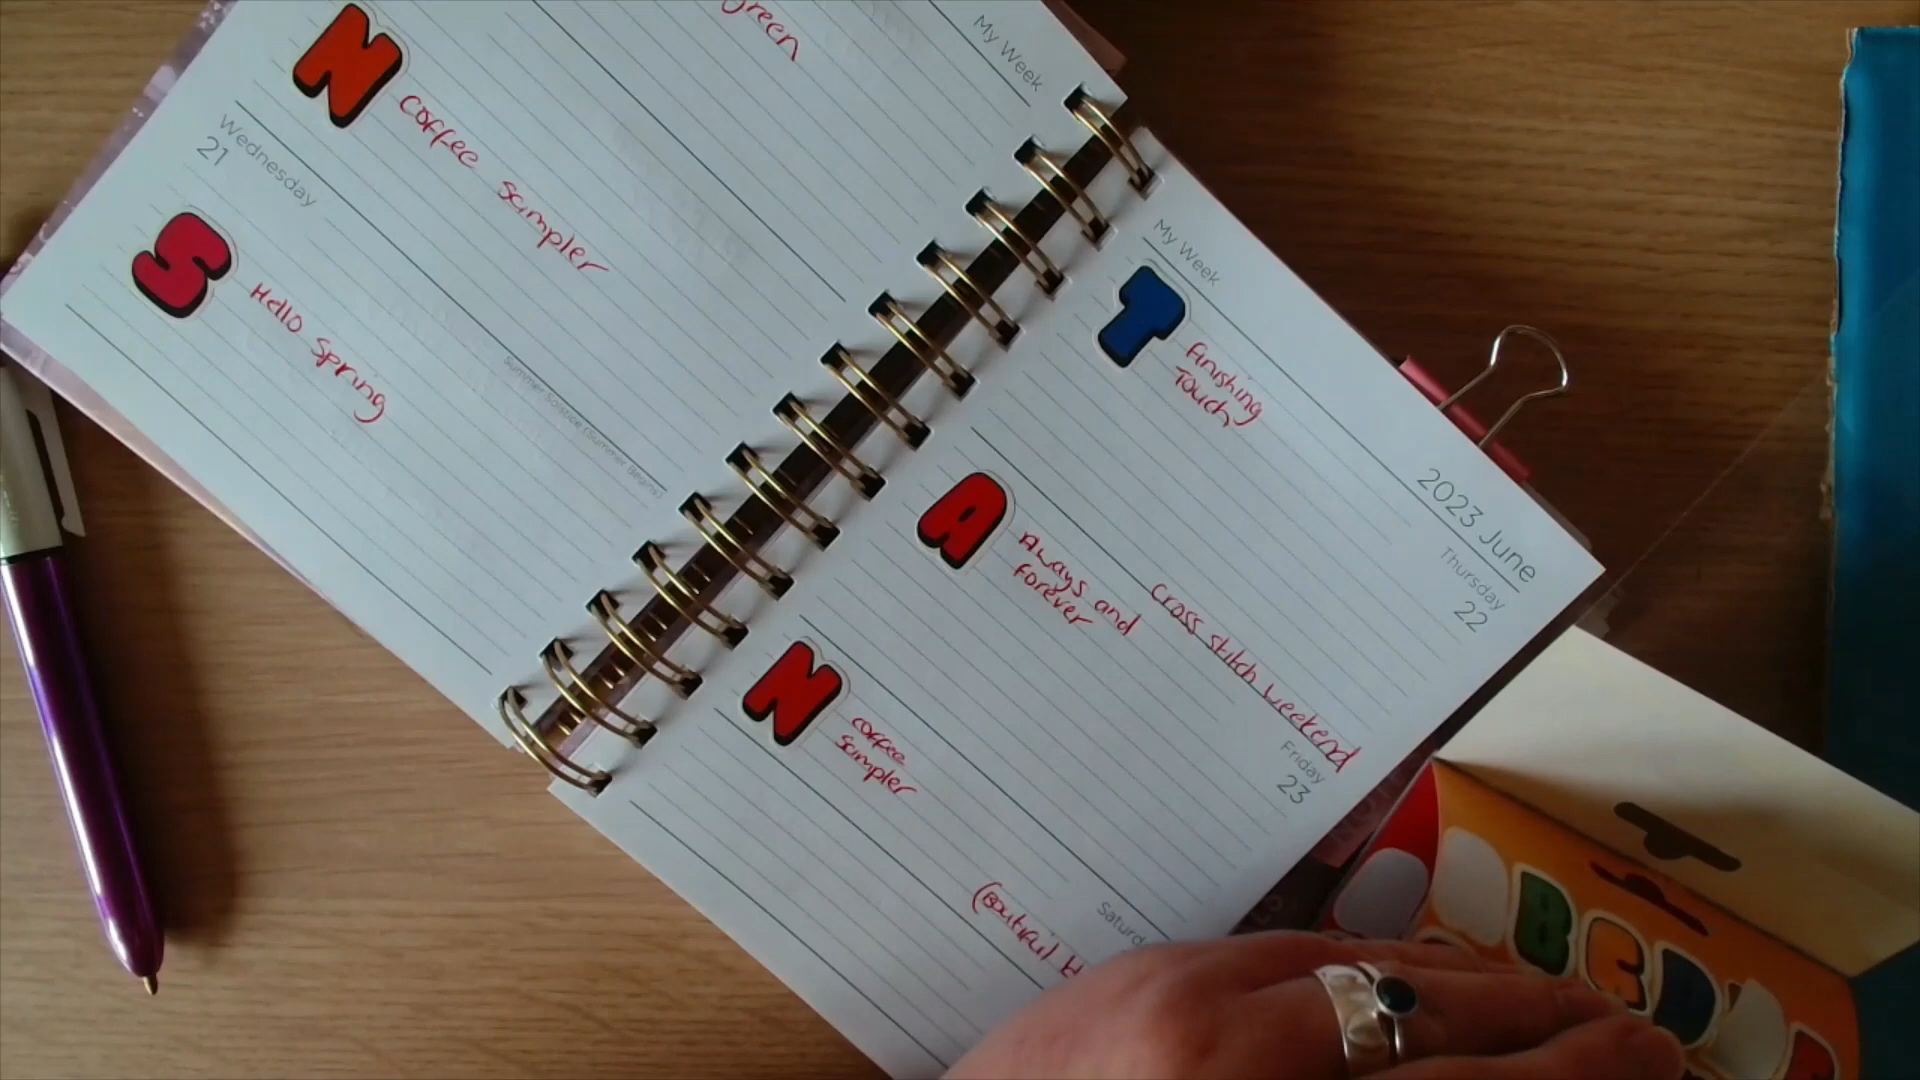 green
My Week
N
coffee sampler
Wednesday
21
S
Hello Spring
Summer Solstice (Summer Begins)
My Week
2023 June
Thursday
22
T
Finishing
Touch
Friday
23
A
Always and
Forever
Cross stitch weekend
N
coffee
sampler
B
C